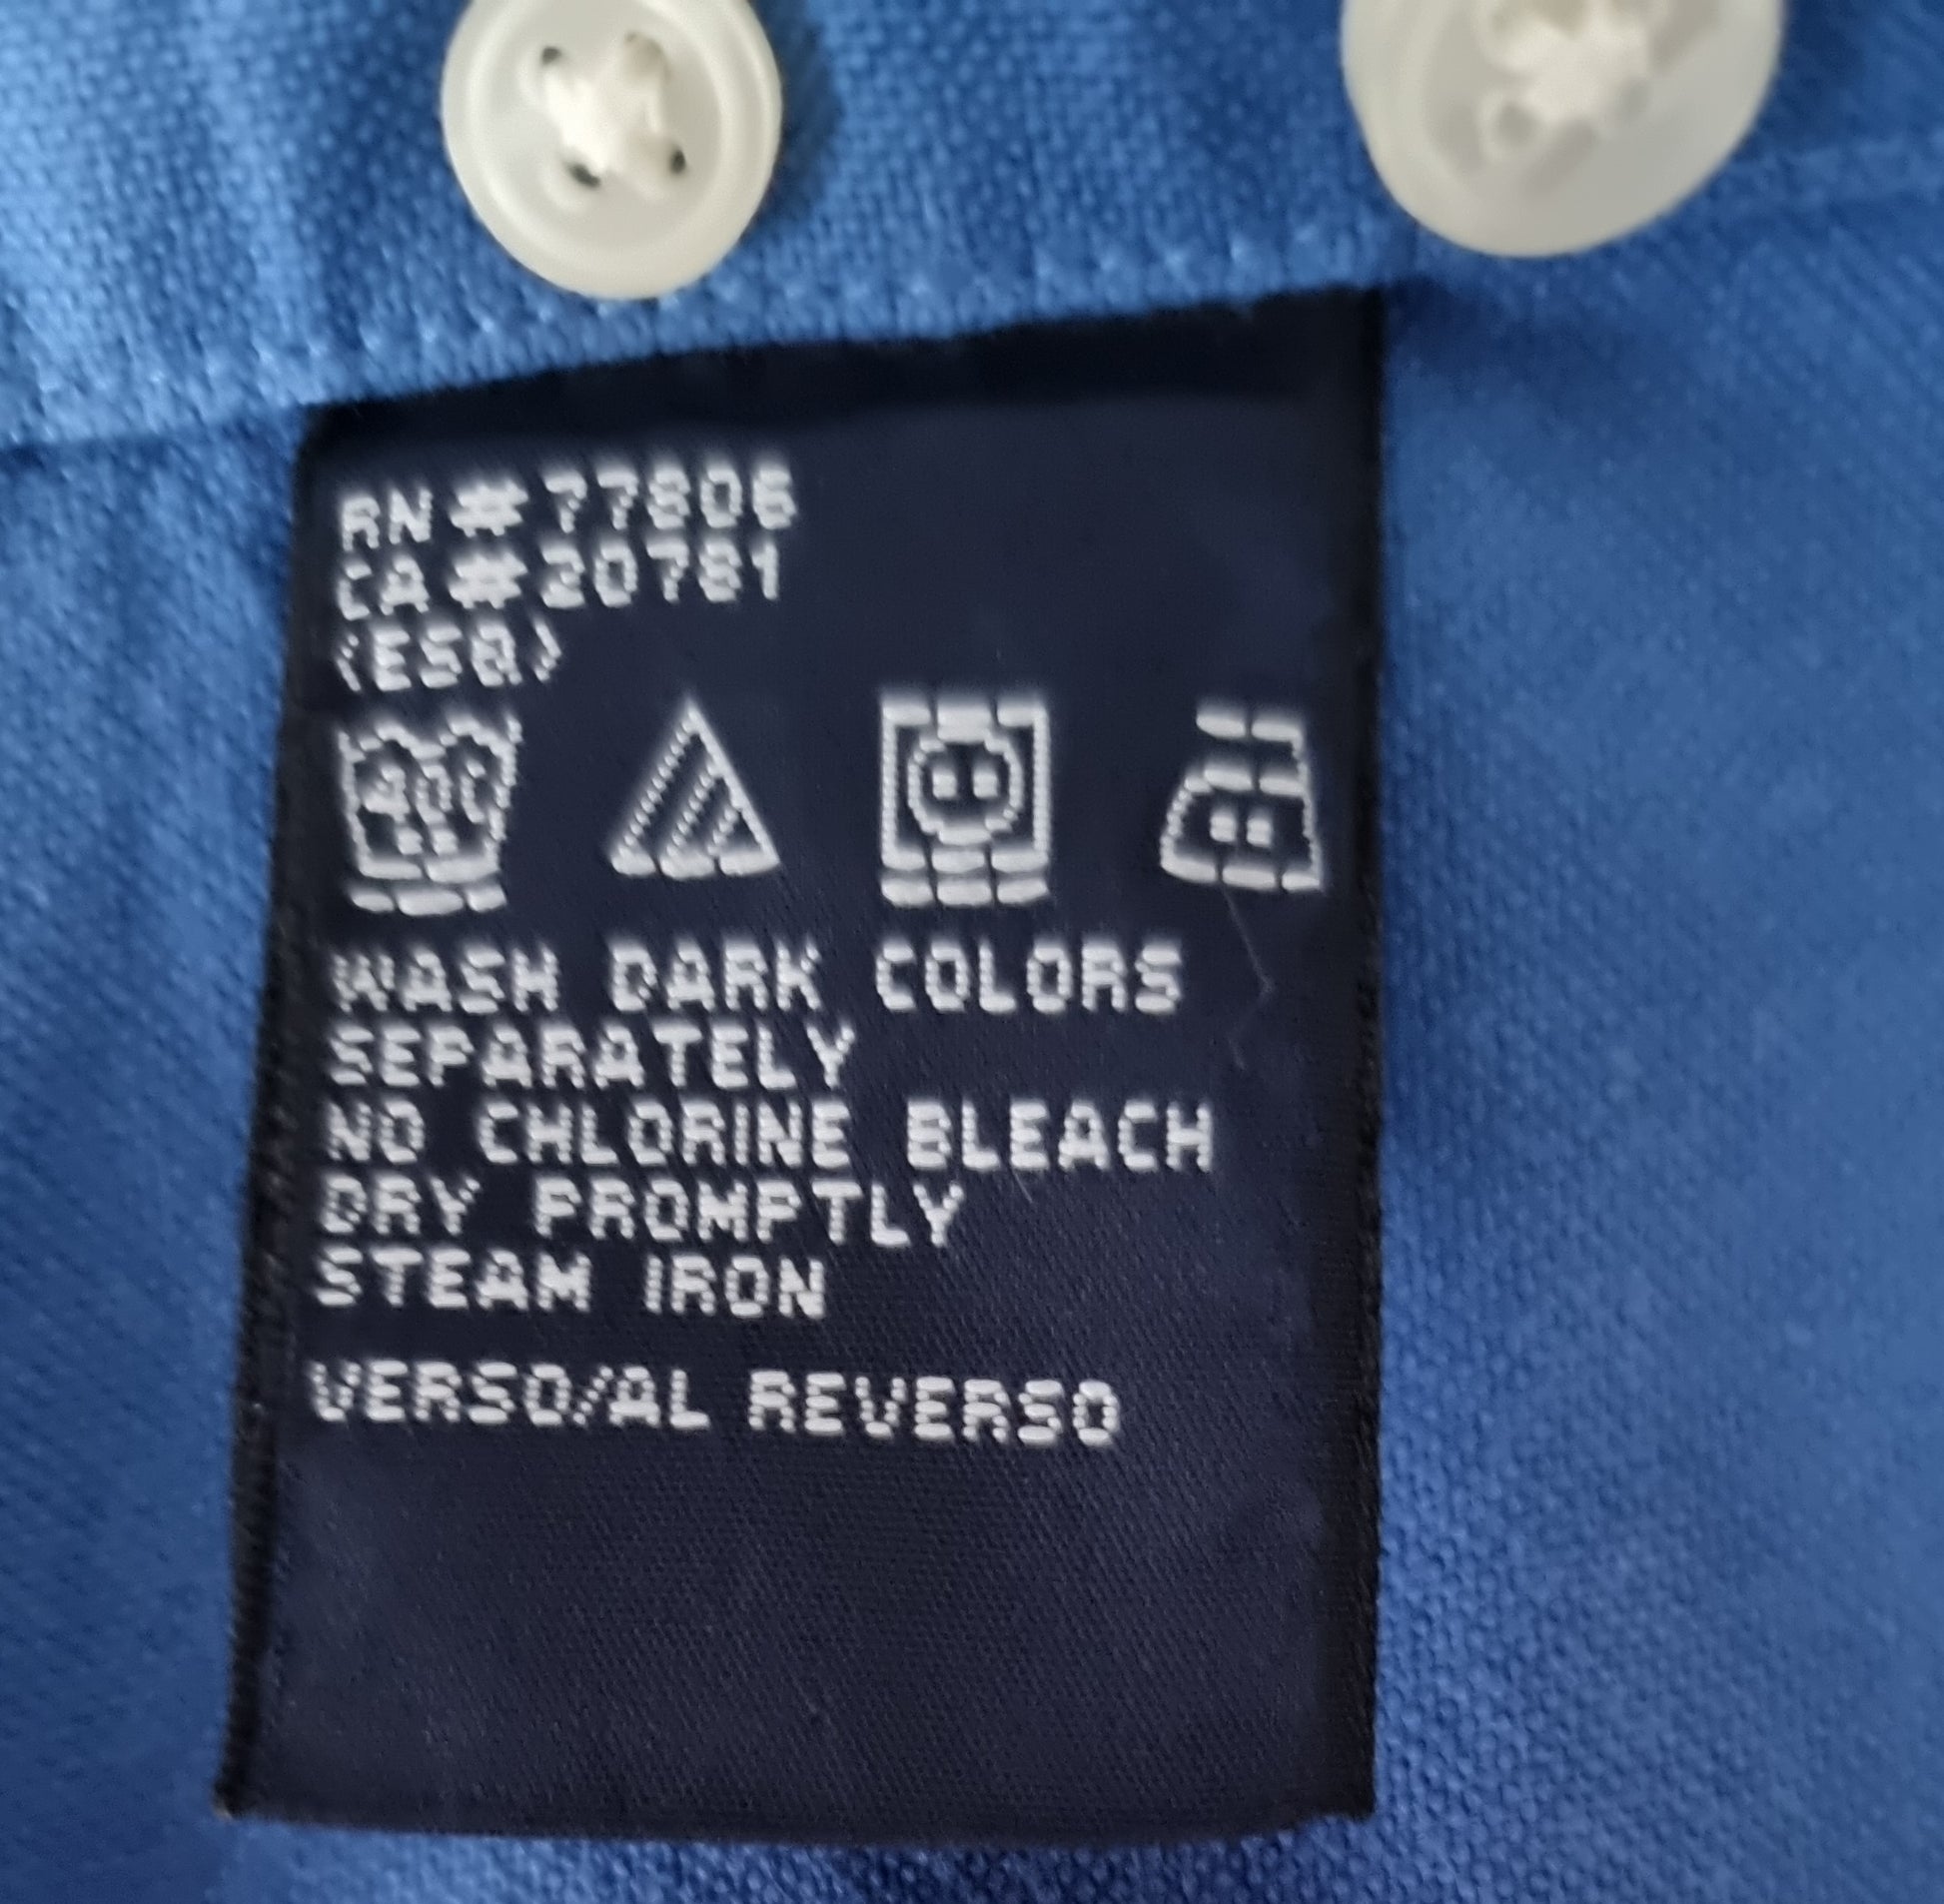 RN#77806
CA#20781
(ESQ)
40C
WASH DARK COLORS
SEPARATELY
NO CHLORINE BLEACH
DRY PROMPTLY
STEAM IRON
VERSO/AL REVERSO